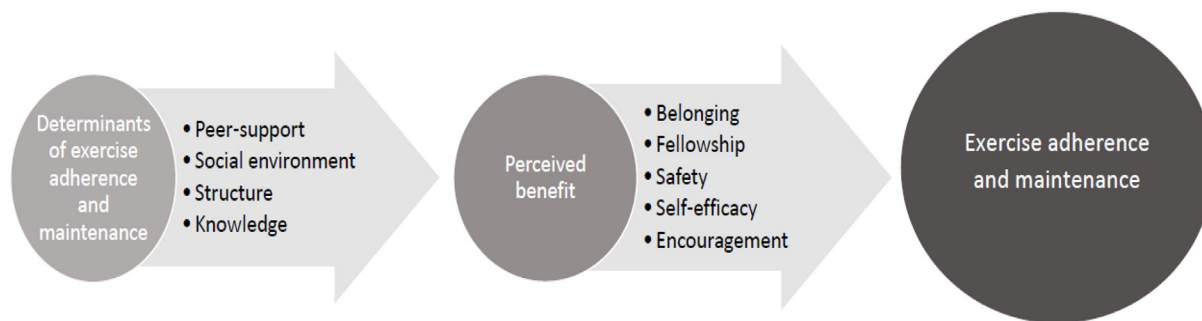 Determinants
of exercise
adherence
and
maintenance
• Peer-support
• Social environment
• Structure
• Knowledge
Perceived
benefit
• Belonging
• Fellowship
• Safety
• Self-efficacy
• Encouragement
Exercise adherence
and maintenance